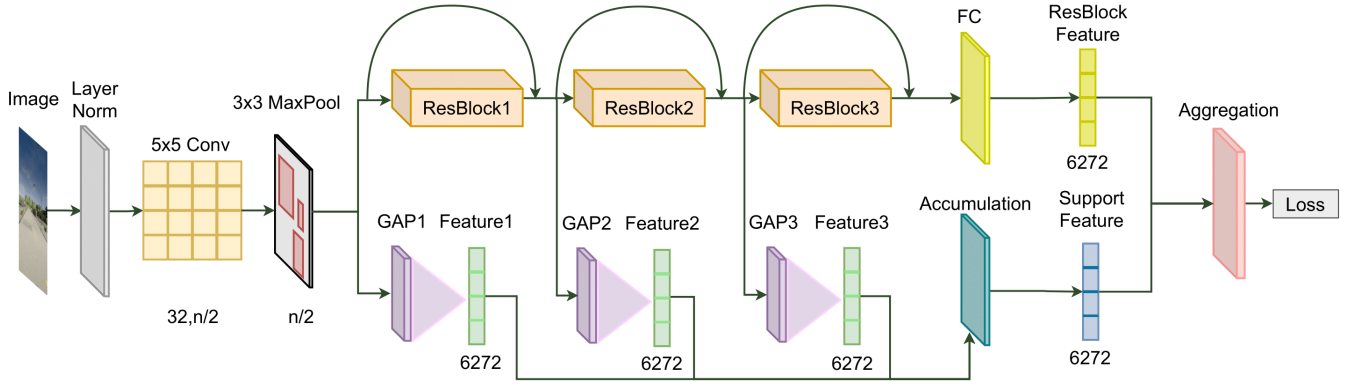 Image
Layer
Norm
5x5 Conv
32,n/2
3x3 MaxPool
n/2
ResBlock1
ResBlock2
ResBlock3
FC
ResBlock
Feature
6272
GAP1
Feature1
6272
GAP2
Feature2
6272
GAP3
Feature3
6272
Accumulation
Support
Feature
6272
Aggregation
Loss